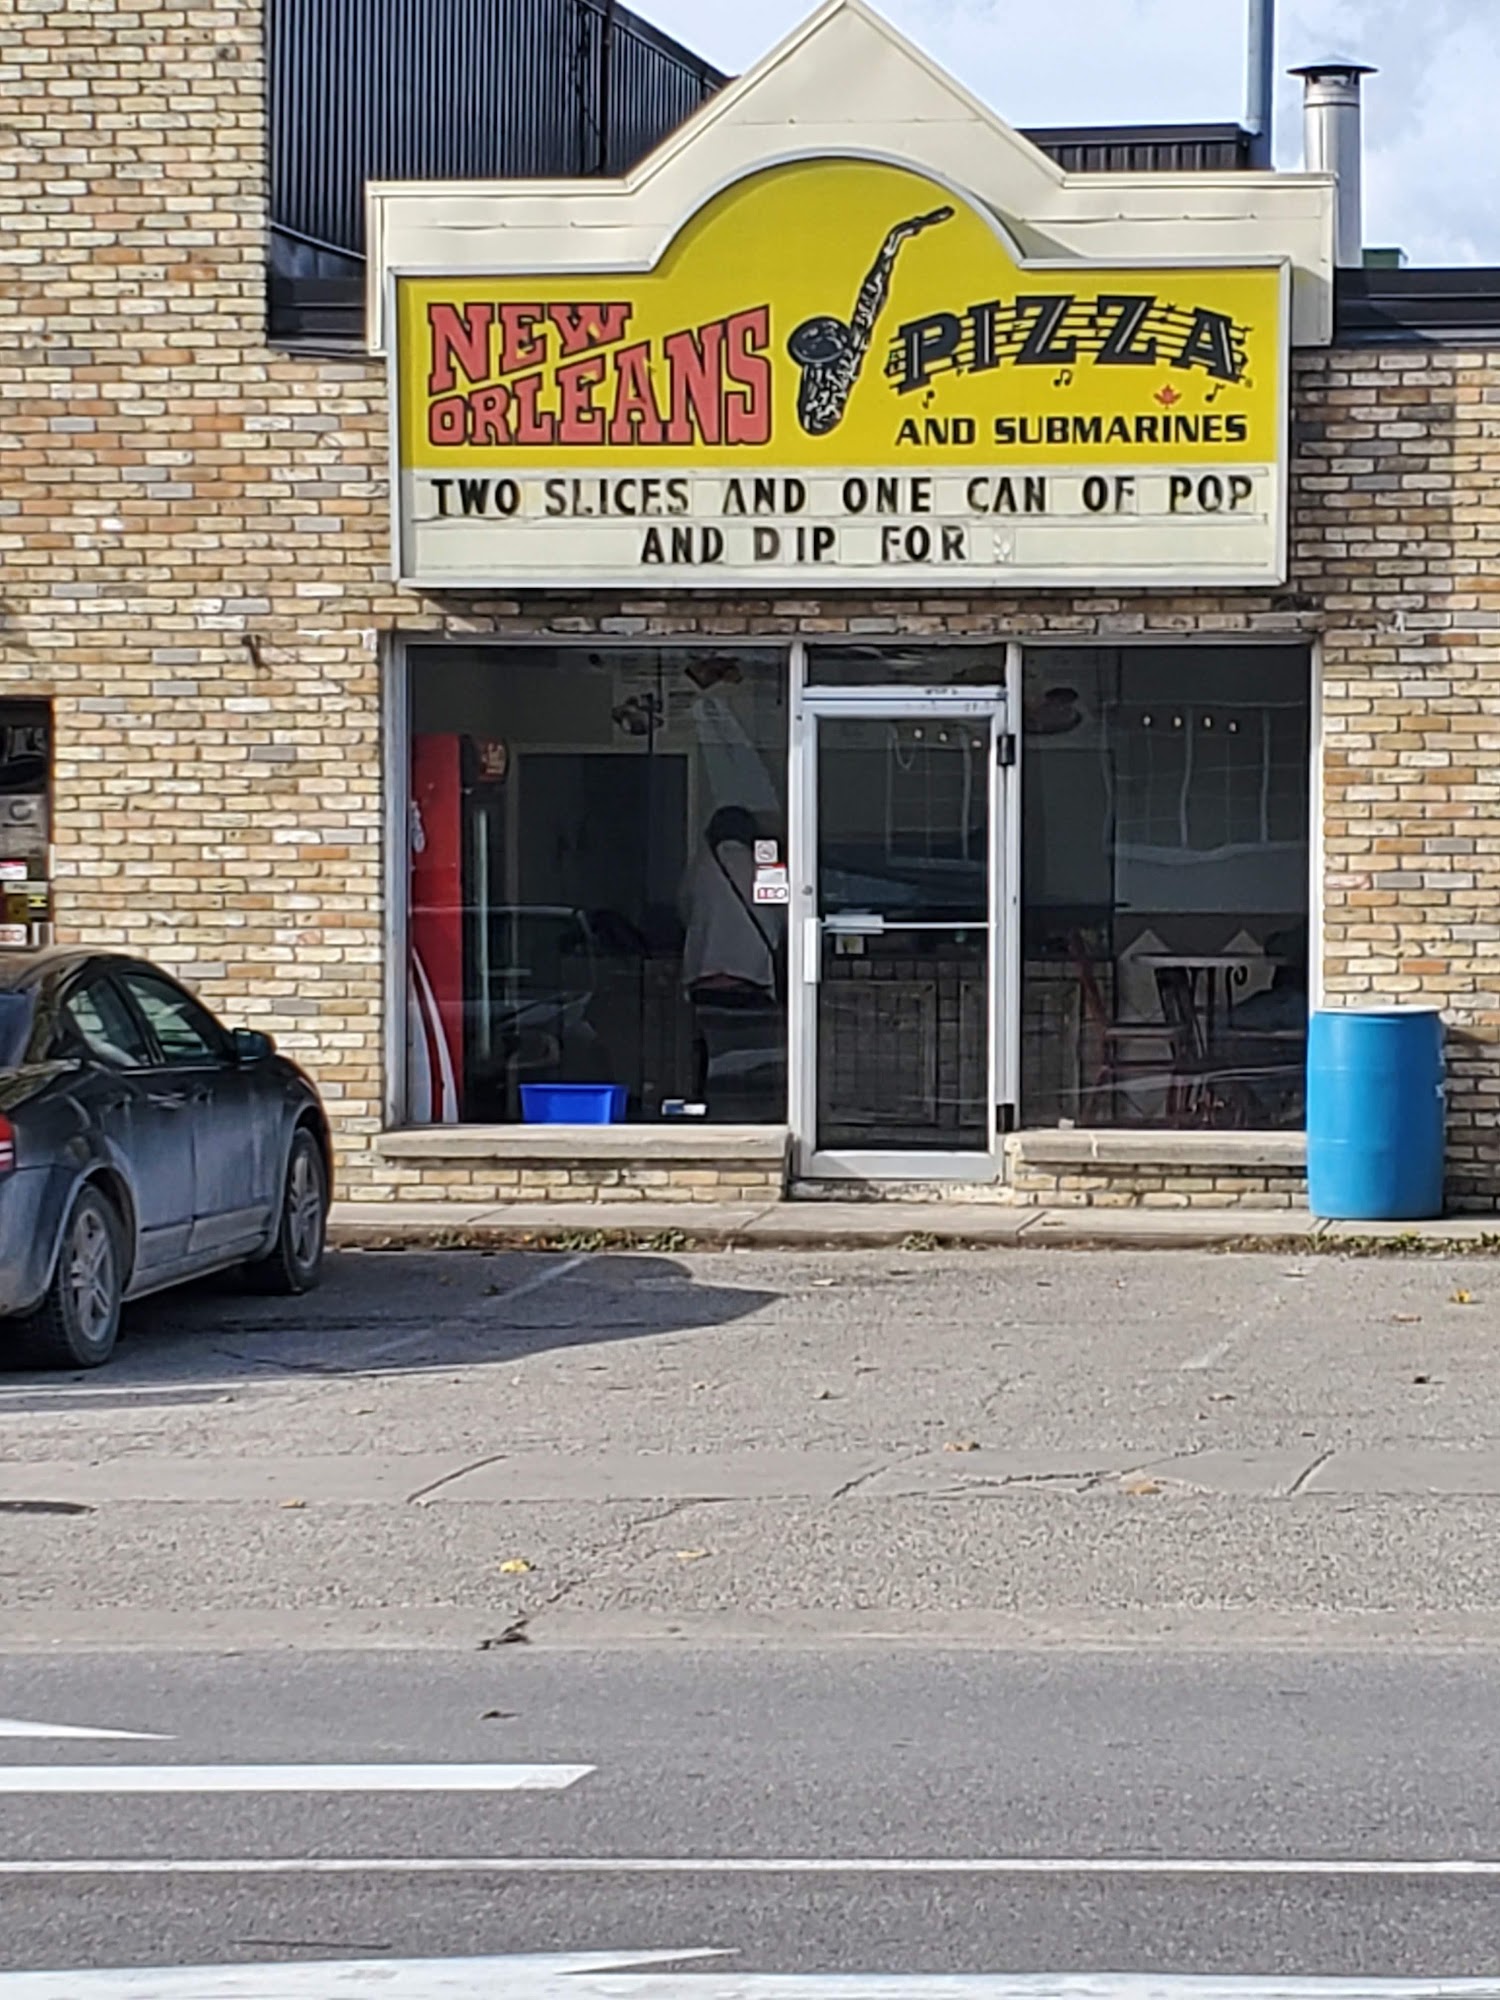 NEW
ORLEANS
PIZZA
AND SUBMARINES
TWO SLICES AND ONE CAN OF POP
AND DIP FOR